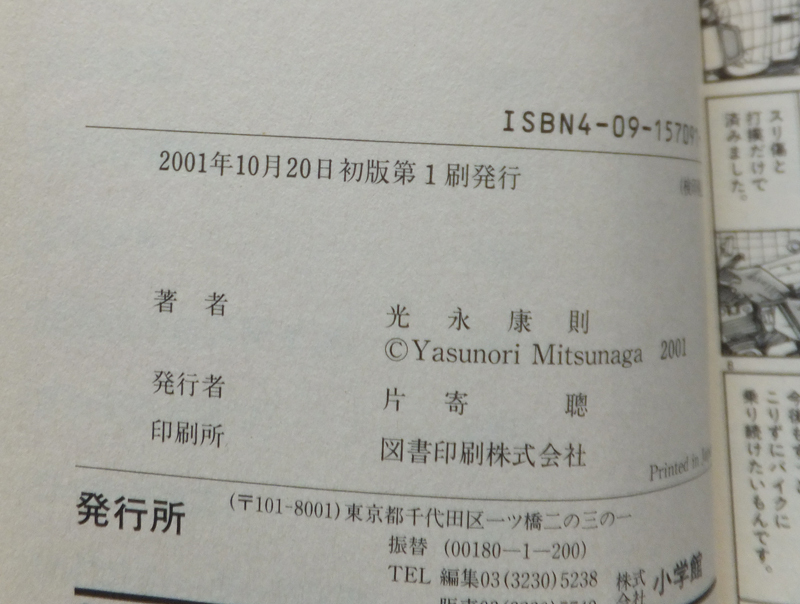 ISBN4-09-15709
2001年10月20日初版第1刷発行
著者 光永康則
©Yasunori Mitsunaga 2001
発行者 片寄 聰
印刷所 図書印刷株式会社
Printed in
発行所 (〒101-8001)東京都千代田区一ツ橋二の三の一
振替 (00180—1—200)
TEL 編集03(3230)5238 株式会社 小学館
スリ傷と
打撲だけで
済みました。
こりずにバイクに
乗り続けたいもんです。